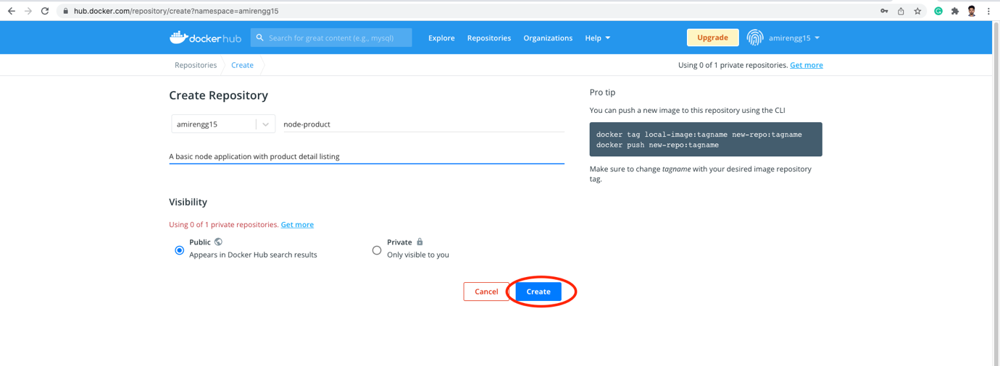 hub.docker.com/repository/create?namespace=amirengg15
dockerhub
Search for great content (e.g., mysql)
Explore
Repositories
Organizations
Help
Upgrade
amirengg15
Repositories
Create
Using 0 of 1 private repositories. Get more
Create Repository
amirengg15
node-product
A basic node application with product detail listing
Visibility
Using 0 of 1 private repositories. Get more
Public
Appears in Docker Hub search results
Private
Only visible to you
Cancel
Create
Pro tip
You can push a new image to this repository using the CLI
docker tag local-image:tagname new-repo:tagname
docker push new-repo:tagname
Make sure to change tagname with your desired image repository
tag.